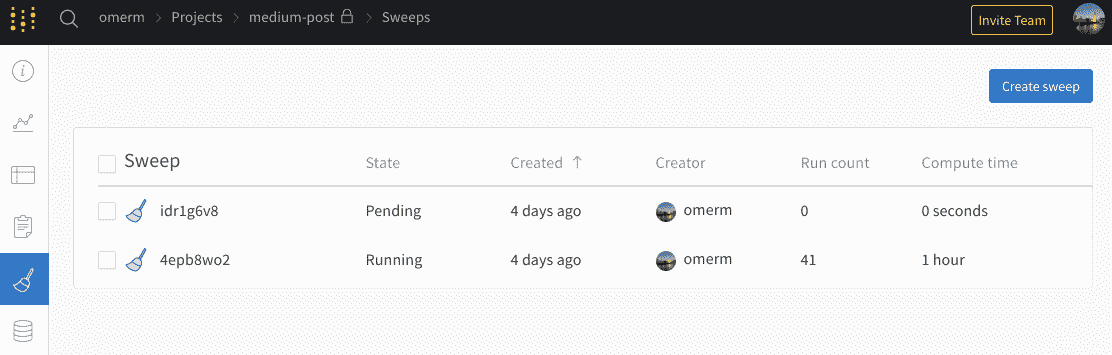 omerm > Projects > medium-post > Sweeps Invite Team
Create sweep
Sweep State Created ↑ Creator Run count Compute time
idr1g6v8 Pending 4 days ago omerm 0 0 seconds
4epb8wo2 Running 4 days ago omerm 41 1 hour